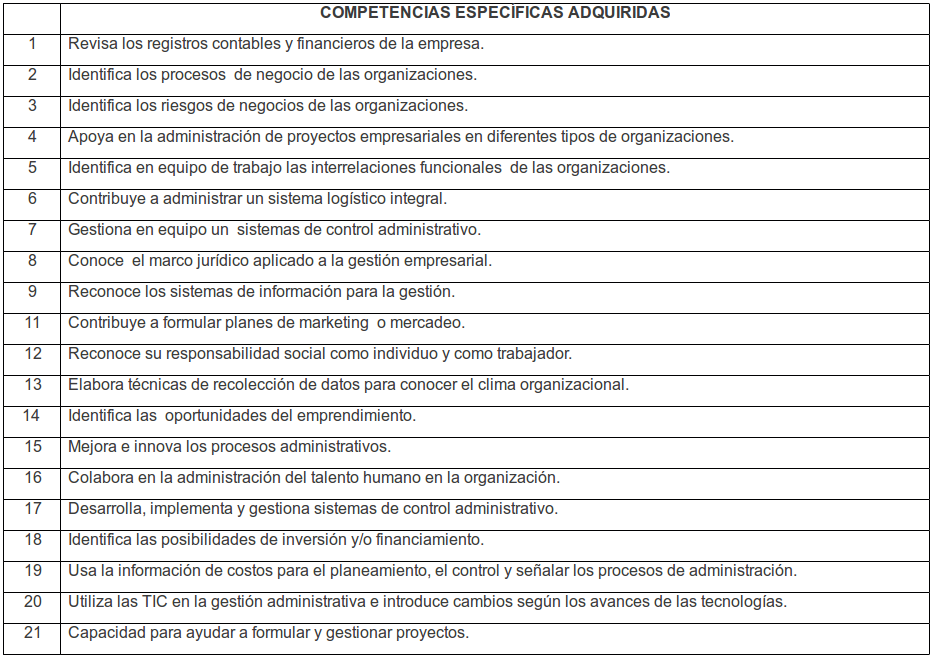 COMPETENCIAS ESPECÍFICAS ADQUIRIDAS
1 Revisa los registros contables y financieros de la empresa.
2 Identifica los procesos de negocio de las organizaciones.
3 Identifica los riesgos de negocios de las organizaciones.
4 Apoya en la administración de proyectos empresariales en diferentes tipos de organizaciones.
5 Identifica en equipo de trabajo las interrelaciones funcionales de las organizaciones.
6 Contribuye a administrar un sistema logístico integral.
7 Gestiona en equipo un sistemas de control administrativo.
8 Conoce el marco jurídico aplicado a la gestión empresarial.
9 Reconoce los sistemas de información para la gestión.
11 Contribuye a formular planes de marketing o mercadeo.
12 Reconoce su responsabilidad social como individuo y como trabajador.
13 Elabora técnicas de recolección de datos para conocer el clima organizacional.
14 Identifica las oportunidades del emprendimiento.
15 Mejora e innova los procesos administrativos.
16 Colabora en la administración del talento humano en la organización.
17 Desarrolla, implementa y gestiona sistemas de control administrativo.
18 Identifica las posibilidades de inversión y/o financiamiento.
19 Usa la información de costos para el planeamiento, el control y señalar los procesos de administración.
20 Utiliza las TIC en la gestión administrativa e introduce cambios según los avances de las tecnologías.
21 Capacidad para ayudar a formular y gestionar proyectos.